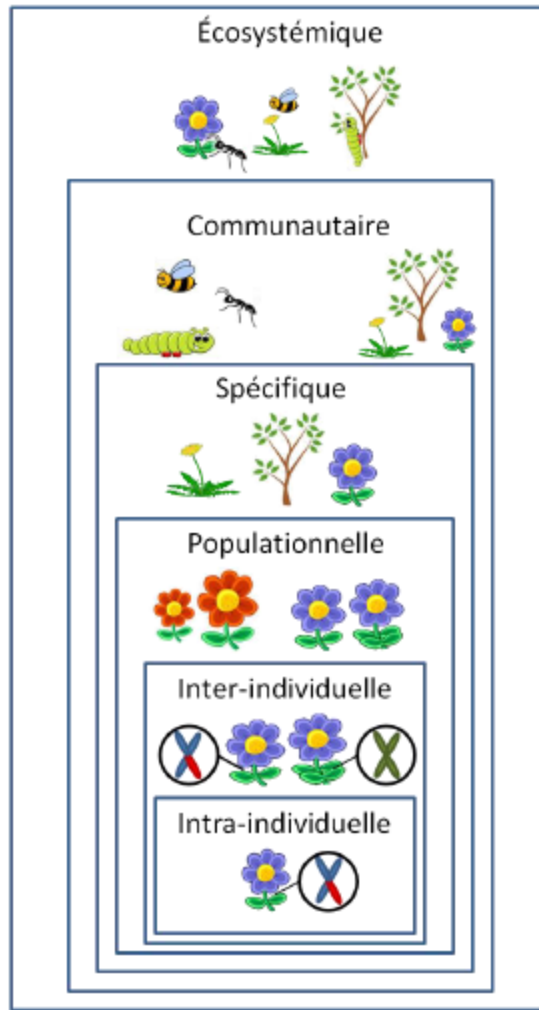 Écosystémique
Communautaire
Spécifique
Populationnelle
Inter-individuelle
Intra-individuelle